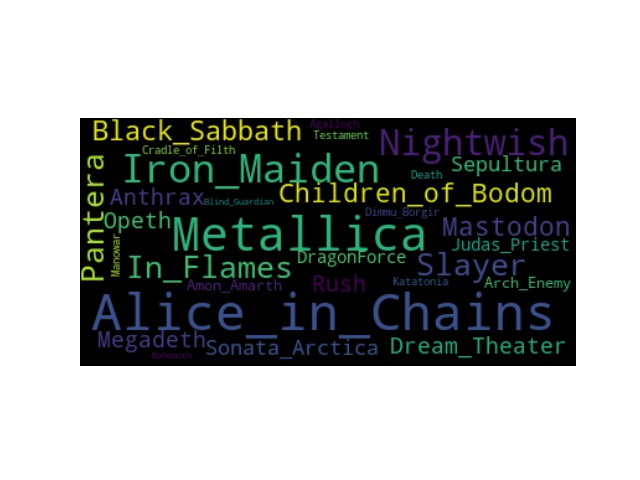 Black_Sabbath
Agalloch
Testament
Nightwish
Cradle_of_Filth
Iron_Maiden
Death
Sepultura
Pantera
Anthrax
Blind_Guardian
Children_of_Bodom
Opeth
Metallica
Dimmu_Borgir
Mastodon
Judas_Priest
Manowar
In_Flames
DragonForce
Slayer
Amon_Amarth
Rush
Katatonia
Arch_Enemy
Alice_in_Chains
Megadeth
Sonata_Arctica
Dream_Theater
Behemoth